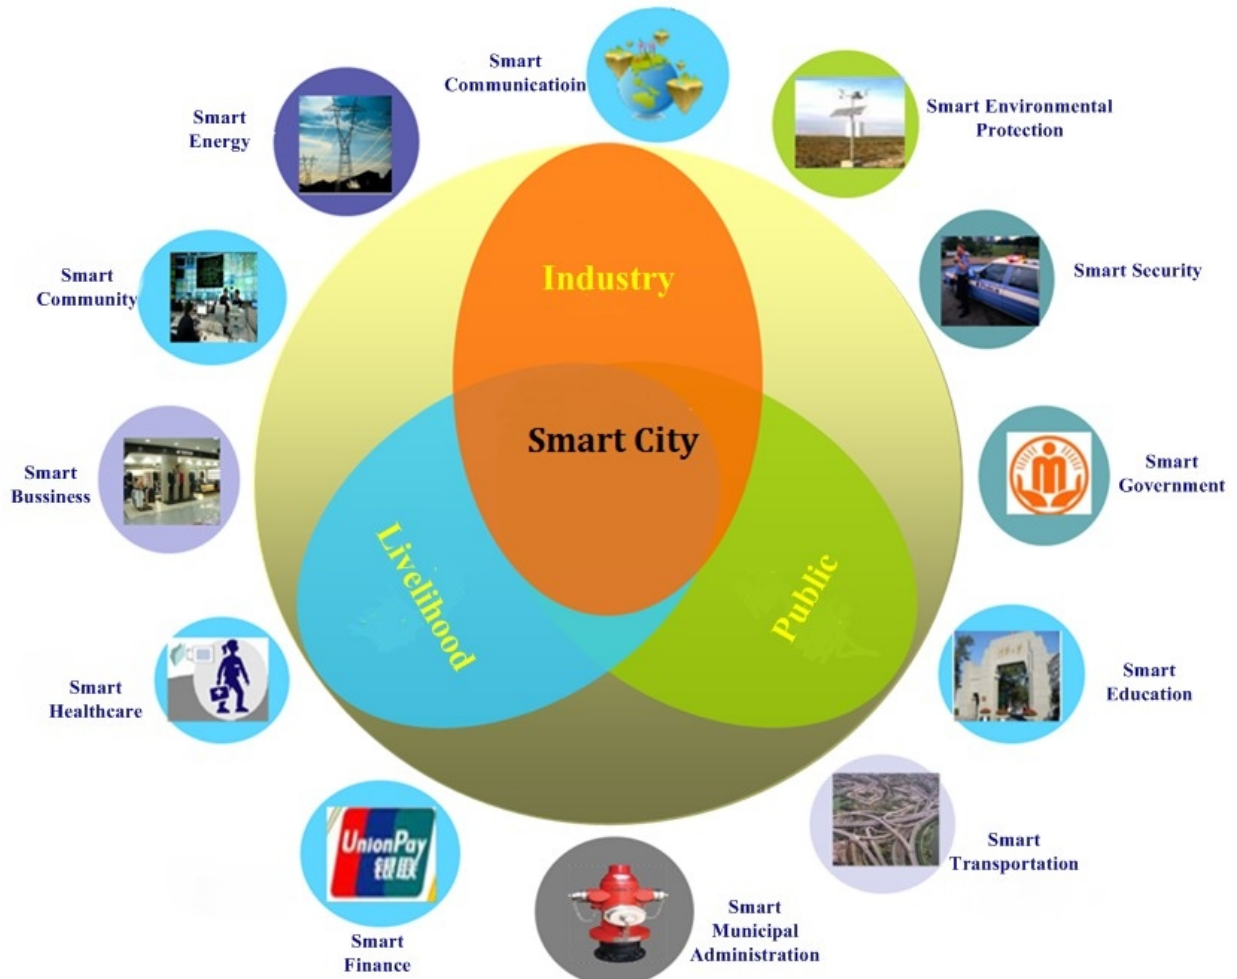 Smart
Communicatioin
Smart Environmental
Protection
Smart
Energy
Smart Security
Smart
Community
Industry
Smart City
Smart
Government
Smart
Bussiness
Livelihood
Public
Smart
Education
Smart
Healthcare
Smart
Transportation
UnionPay
银联
Smart
Finance
Smart
Municipal
Administration